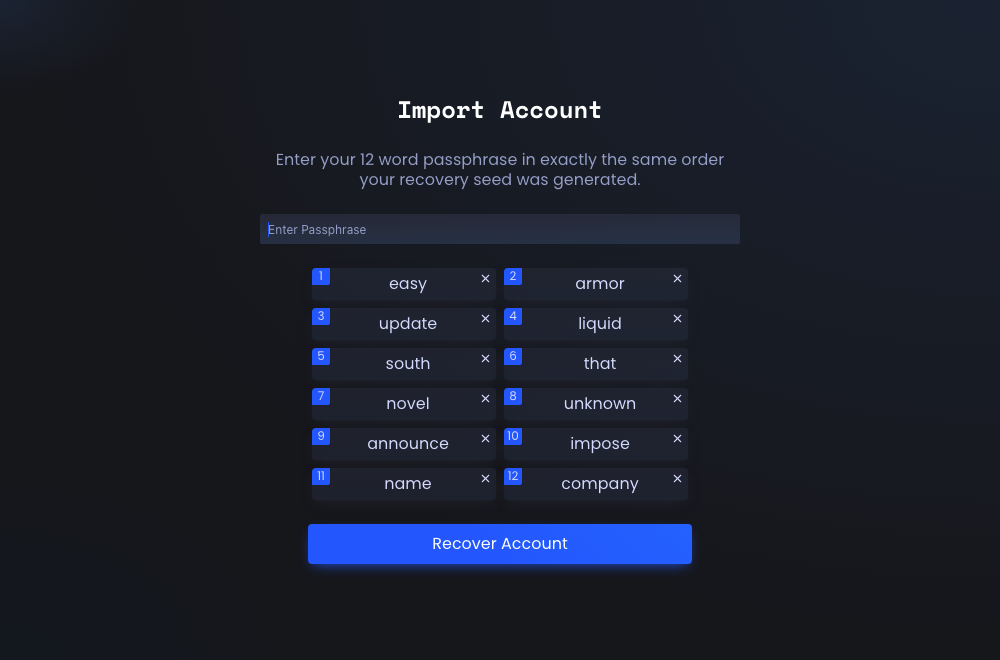 Import Account
Enter your 12 word passphrase in exactly the same order
your recovery seed was generated.
Enter Passphrase
1 easy × 2 armor ×
3 update × 4 liquid ×
5 south × 6 that ×
7 novel × 8 unknown ×
9 announce × 10 impose ×
11 name × 12 company ×
Recover Account